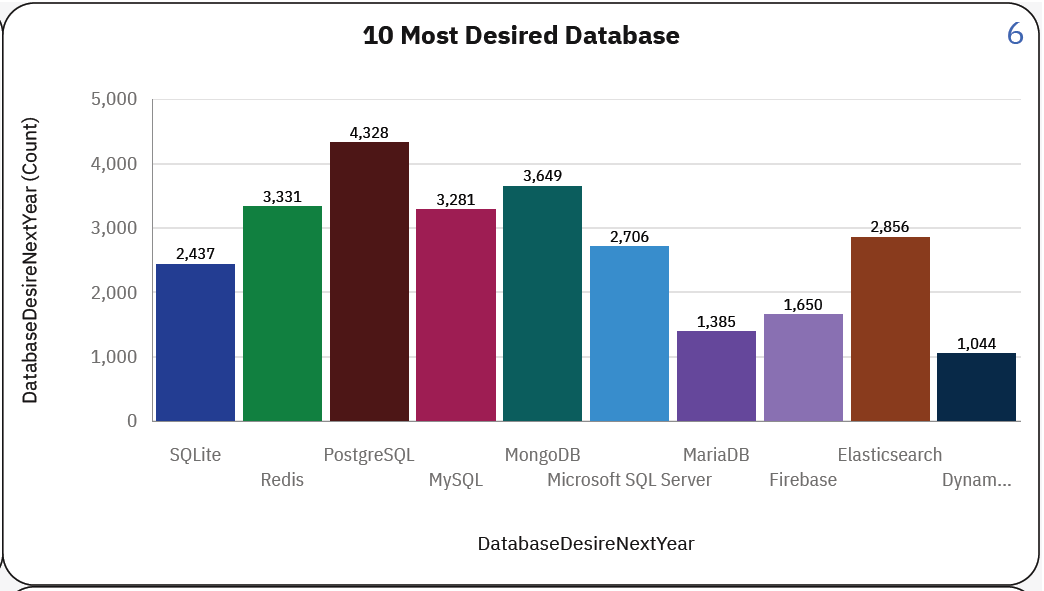 10 Most Desired Database
6
DatabaseDesireNextYear (Count)
5,000
4,000
3,000
2,000
1,000
0
2,437
3,331
4,328
3,281
3,649
2,706
1,385
1,650
2,856
1,044
SQLite
Redis
PostgreSQL
MySQL
MongoDB
Microsoft SQL Server
MariaDB
Firebase
Elasticsearch
Dynam...
DatabaseDesireNextYear